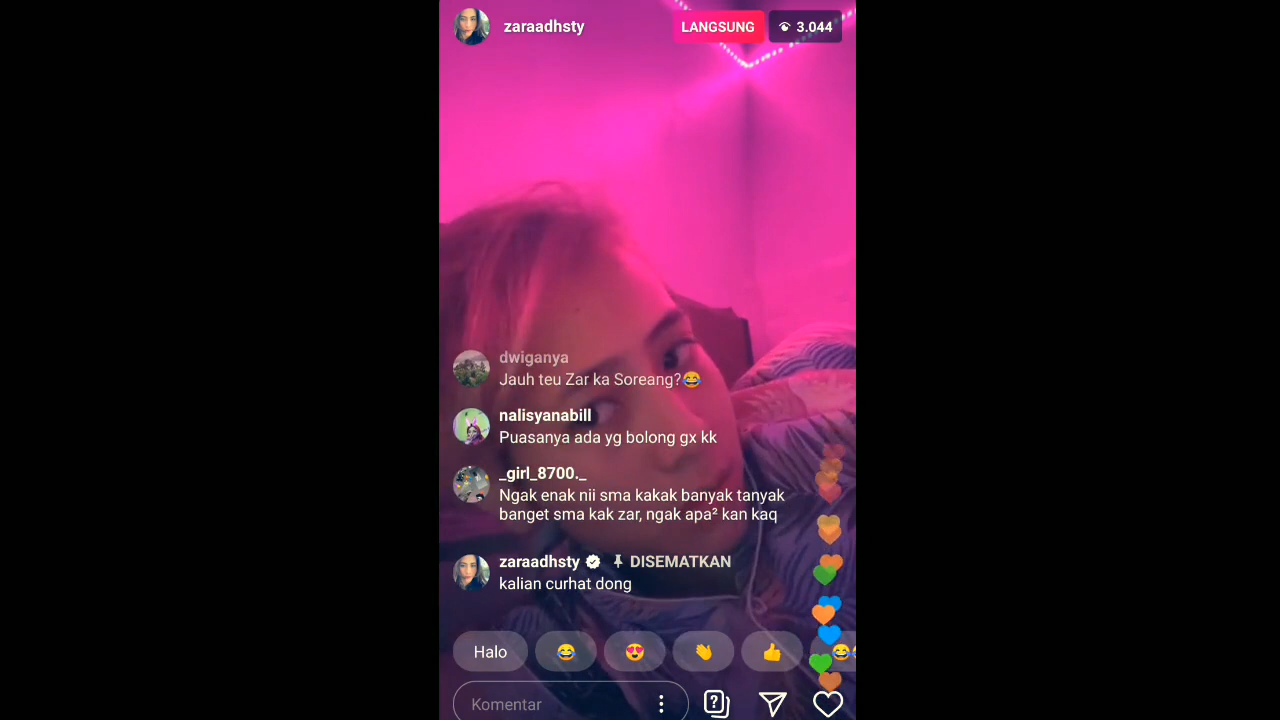 zaraadhsty
LANGSUNG
3.044
dwiganya
Jauh teu Zar ka Soreang?😂
nalisyanabill
Puasanya ada yg bolong gx kk
_girl_8700._
Ngak enak nii sma kakak banyak tanyak
banget sma kak zar, ngak apa² kan kaq
zaraadhsty DISEMATKAN
kalian curhat dong
Halo 😂 😍 👏 👍 😂
Komentar